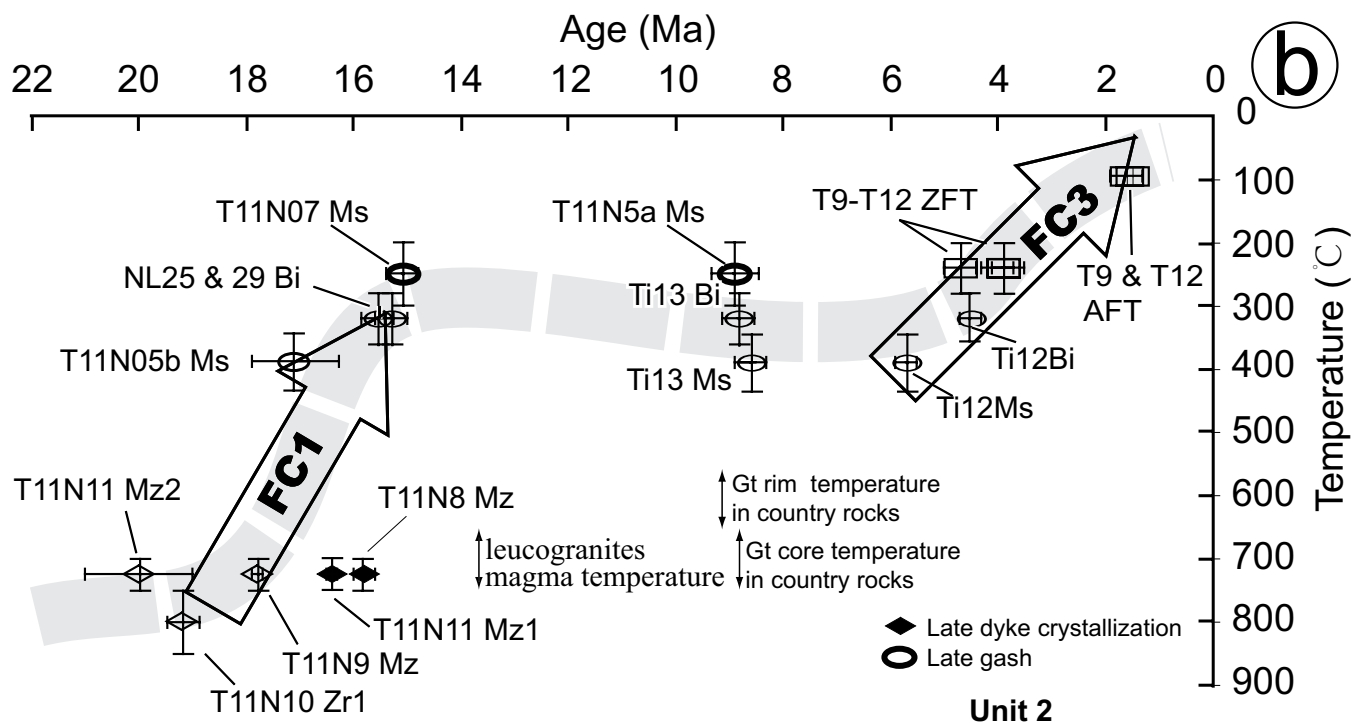 Age (Ma)
b
22 20 18 16 14 12 10 8 6 4 2 0
0
100
200
300
400
500
600
700
800
900
Temperature (°C)
T11N07 Ms
T11N5a Ms
T9-T12 ZFT
FC3
NL25 & 29 Bi
Ti13 Bi
T9 & T12
AFT
T11N05b Ms
Ti13 Ms
Ti12Bi
Ti12Ms
FC1
T11N11 Mz2
T11N8 Mz
Gt rim temperature
in country rocks
leucogranites
magma temperature
Gt core temperature
in country rocks
T11N11 Mz1
T11N9 Mz
T11N10 Zr1
Late dyke crystallization
Late gash
Unit 2